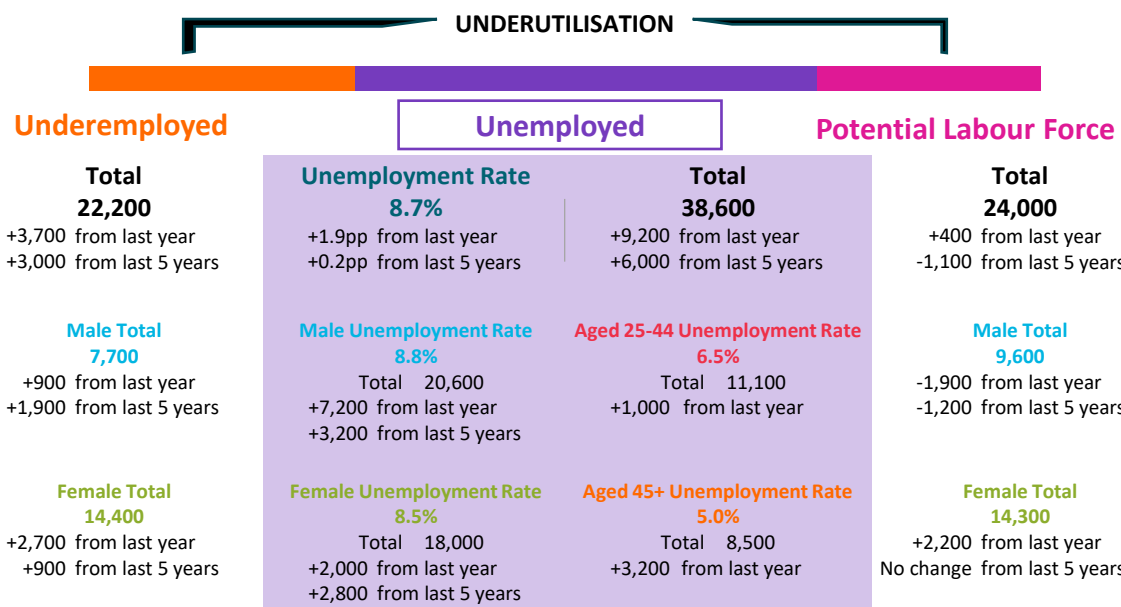 UNDERUTILISATION
Underemployed
Unemployed
Potential Labour Force
Total
22,200
+3,700 from last year
+3,000 from last 5 years
Unemployment Rate
8.7%
+1.9pp from last year
+0.2pp from last 5 years
Total
38,600
+9,200 from last year
+6,000 from last 5 years
Total
24,000
+400 from last year
-1,100 from last 5 years
Male Total
7,700
+900 from last year
+1,900 from last 5 years
Male Unemployment Rate
8.8%
Total 20,600
+7,200 from last year
+3,200 from last 5 years
Aged 25-44 Unemployment Rate
6.5%
Total 11,100
+1,000 from last year
Male Total
9,600
-1,900 from last year
-1,200 from last 5 years
Female Total
14,400
+2,700 from last year
+900 from last 5 years
Female Unemployment Rate
8.5%
Total 18,000
+2,000 from last year
+2,800 from last 5 years
Aged 45+ Unemployment Rate
5.0%
Total 8,500
+3,200 from last year
Female Total
14,300
+2,200 from last year
No change from last 5 years